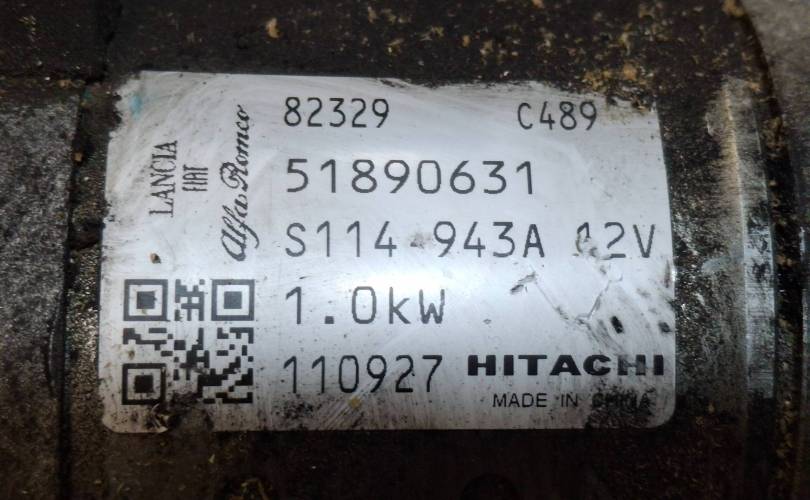 82329 C489
51890631
S114-943A 12V
1.0kW
110927 HITACHI
MADE IN CHINA
LANCIA
FIAT
Alfa Romeo